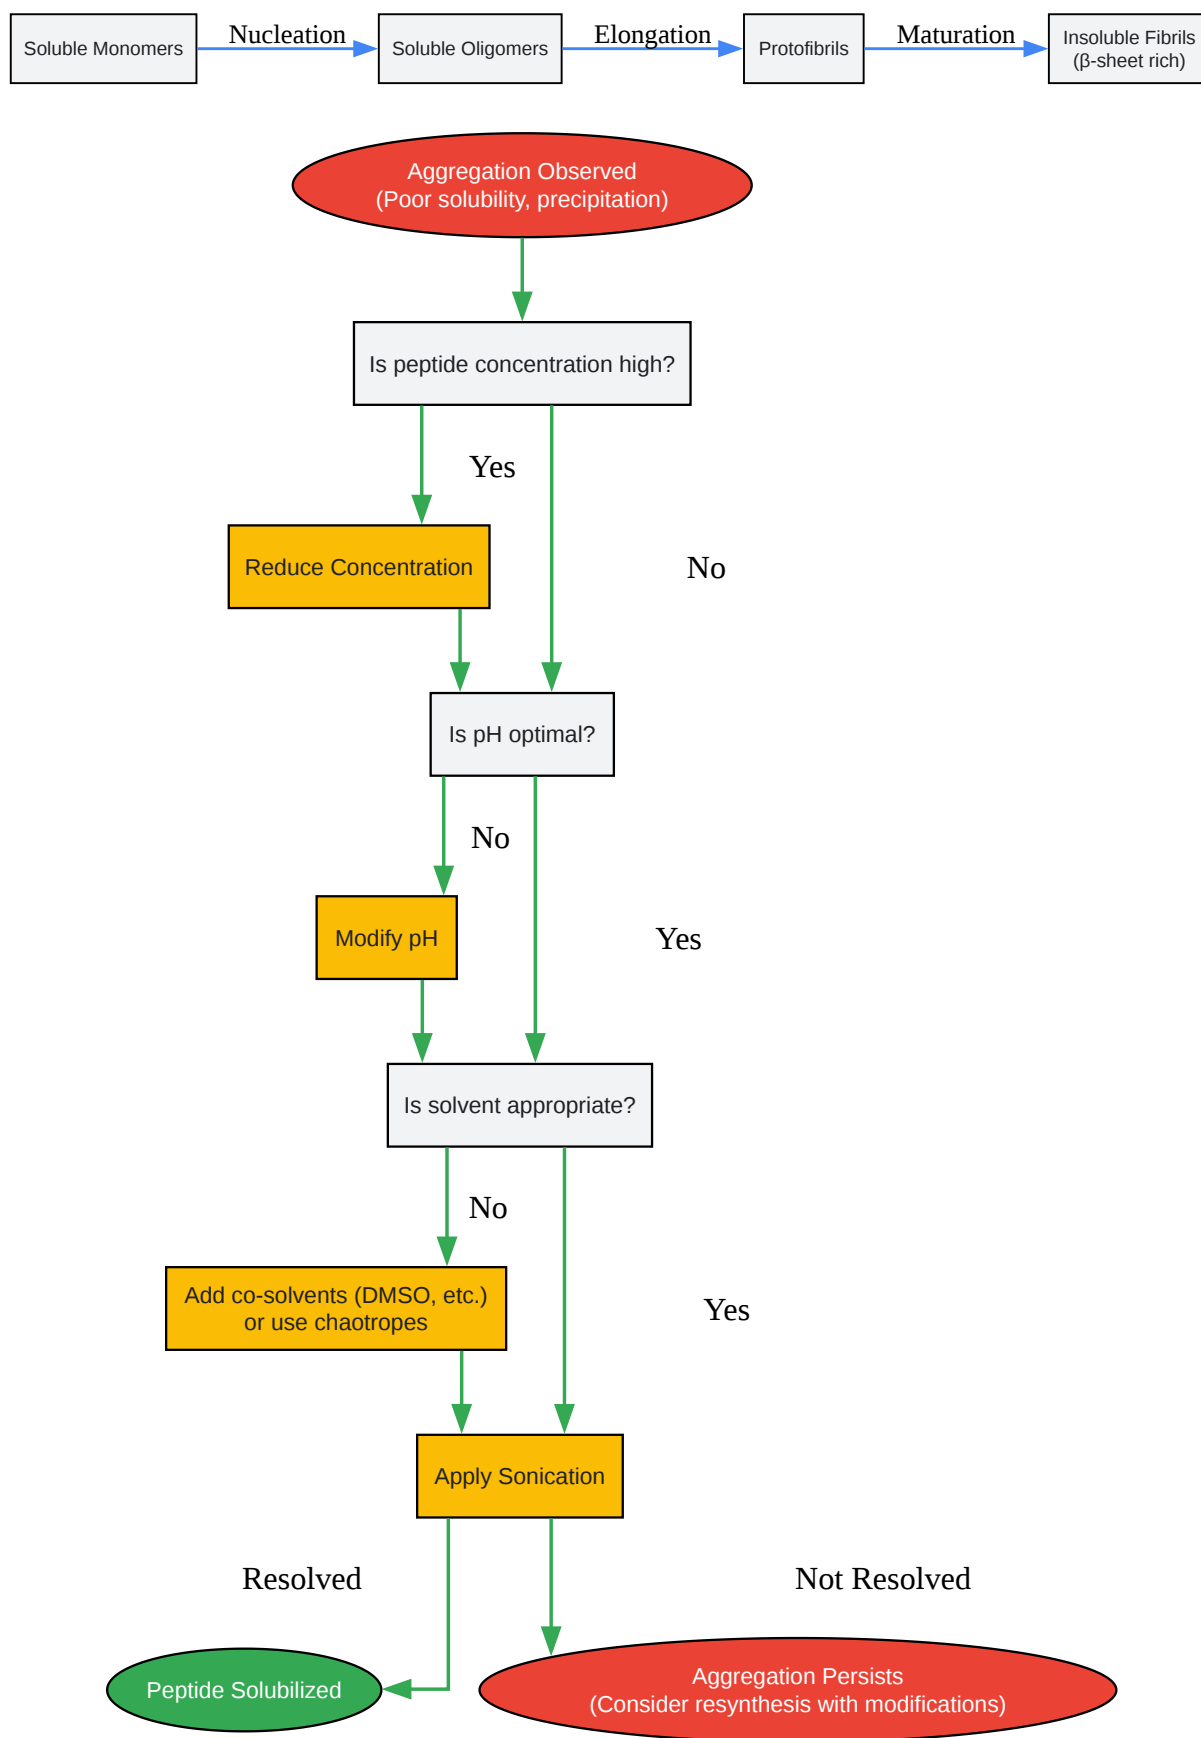 Soluble Monomers
Nucleation
Soluble Oligomers
Elongation
Protofibrils
Maturation
Insoluble Fibrils
(β-sheet rich)
Aggregation Observed
(Poor solubility, precipitation)
Is peptide concentration high?
Yes
Reduce Concentration
No
Is pH optimal?
No
Modify pH
Yes
Is solvent appropriate?
No
Add co-solvents (DMSO, etc.)
or use chaotropes
Yes
Apply Sonication
Resolved
Not Resolved
Peptide Solubilized
Aggregation Persists
(Consider resynthesis with modifications)